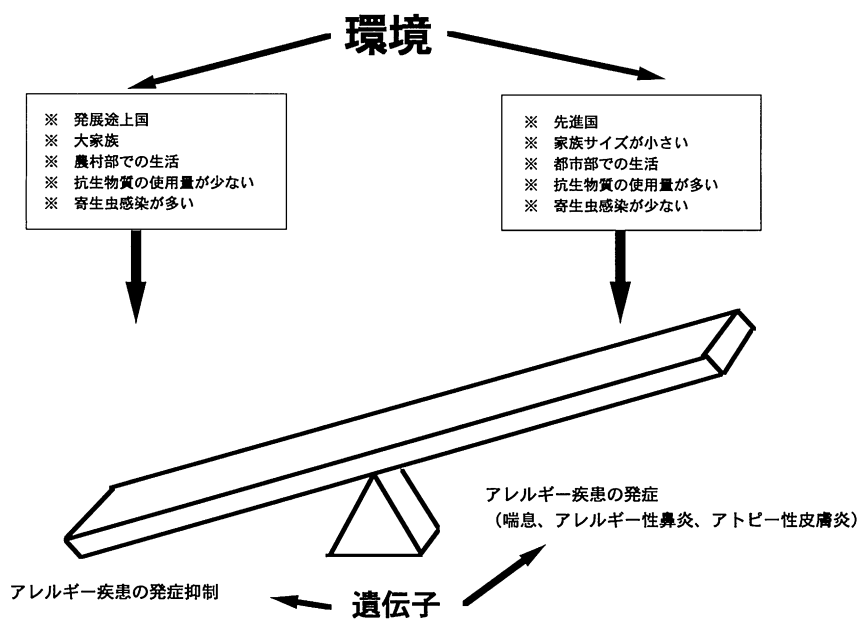 環境
※ 発展途上国
※ 大家族
※ 農村部での生活
※ 抗生物質の使用量が少ない
※ 寄生虫感染が多い
※ 先進国
※ 家族サイズが小さい
※ 都市部での生活
※ 抗生物質の使用量が多い
※ 寄生虫感染が少ない
アレルギー疾患の発症
（喘息、アレルギー性鼻炎、アトピー性皮膚炎）
アレルギー疾患の発症抑制
遺伝子